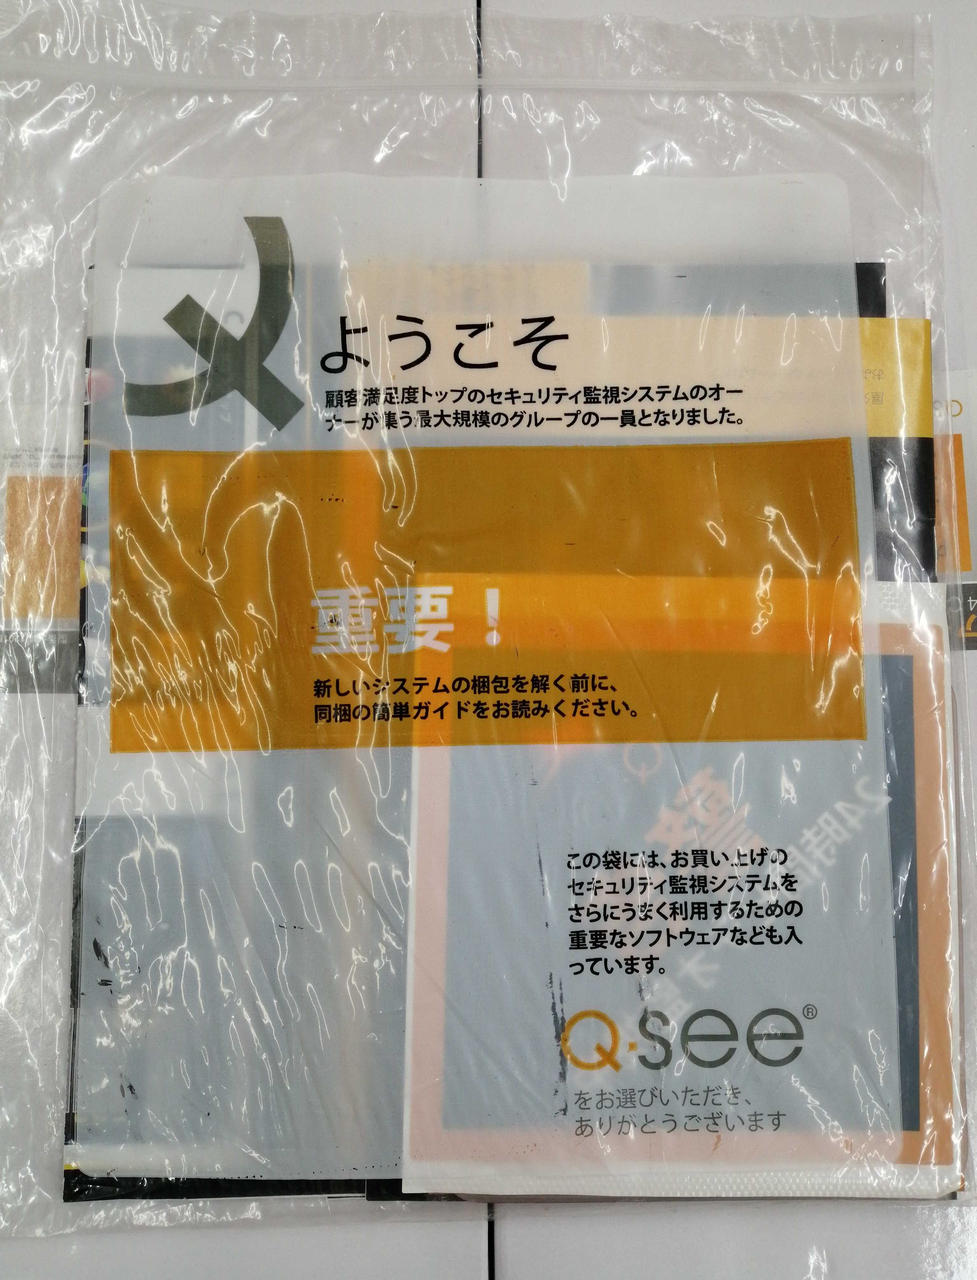 ようこそ
顧客満足度トップのセキュリティ監視システムのオー
ナーが集う最大規模のグループの一員となりました。
重要！
新しいシステムの梱包を解く前に、
同梱の簡単ガイドをお読みください。
この袋には、お買い上げの
セキュリティ監視システムを
さらにうまく利用するための
重要なソフトウェアなども入
っています。
Q·see®
をお選びいただき、
ありがとうございます
24時間